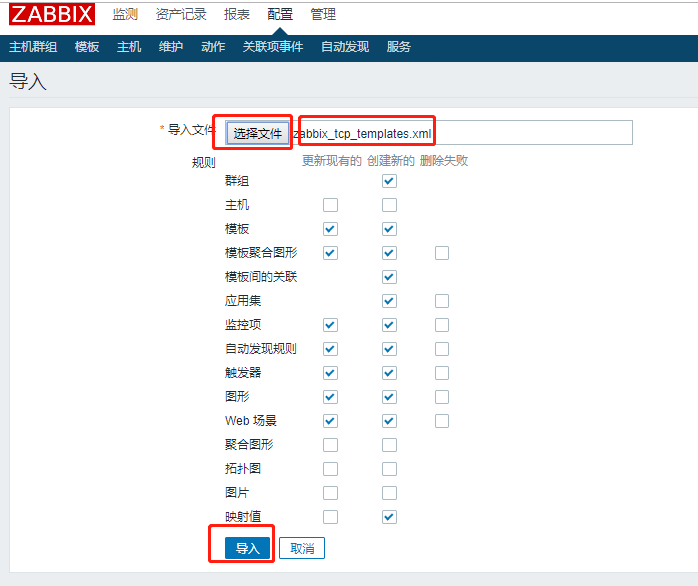 ZABBIX 监测 资产记录 报表 配置 管理
主机群组 模板 主机 维护 动作 关联项事件 自动发现 服务
导入
* 导入文件 选择文件 zabbix_tcp_templates.xml
规则 更新现有的 创建新的 删除失败
群组
主机
模板
模板聚合图形
模板间的关联
应用集
监控项
自动发现规则
触发器
图形
Web 场景
聚合图形
拓扑图
图片
映射值
导入 取消